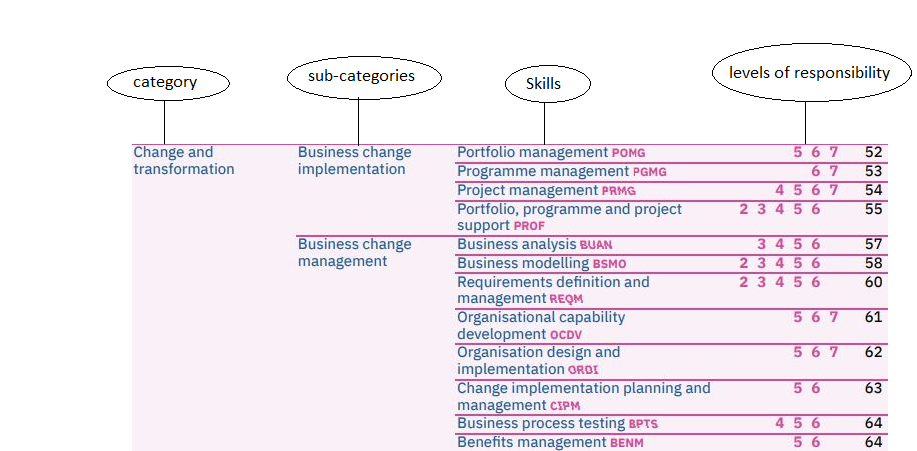 category
sub-categories
Skills
levels of responsibility
Change and transformation
Business change implementation
Portfolio management POMG 5 6 7 52
Programme management PGMG 6 7 53
Project management PRMG 4 5 6 7 54
Portfolio, programme and project 2 3 4 5 6 55
support PROF
Business change management
Business analysis BUAN 3 4 5 6 57
Business modelling BSMO 2 3 4 5 6 58
Requirements definition and 2 3 4 5 6 60
management REQM
Organisational capability 5 6 7 61
development OCDV
Organisation design and 5 6 7 62
implementation ORDI
Change implementation planning and 5 6 63
management CIPM
Business process testing BPTS 4 5 6 64
Benefits management BENM 5 6 64